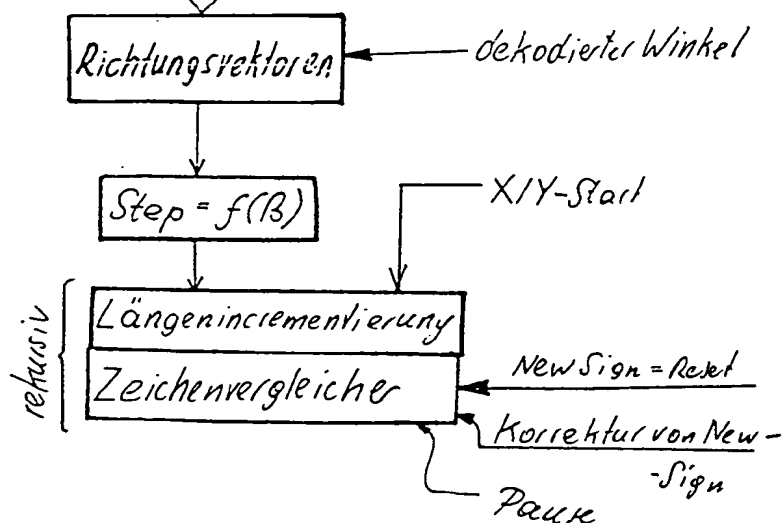 Richtungsvektoren
dekodierter Winkel
Step = f(β)
X/Y-Start
rekursiv
Längenincrementierung
Zeichenvergleicher
New Sign = Reset
Korrektur von New-
-Sign
Pause